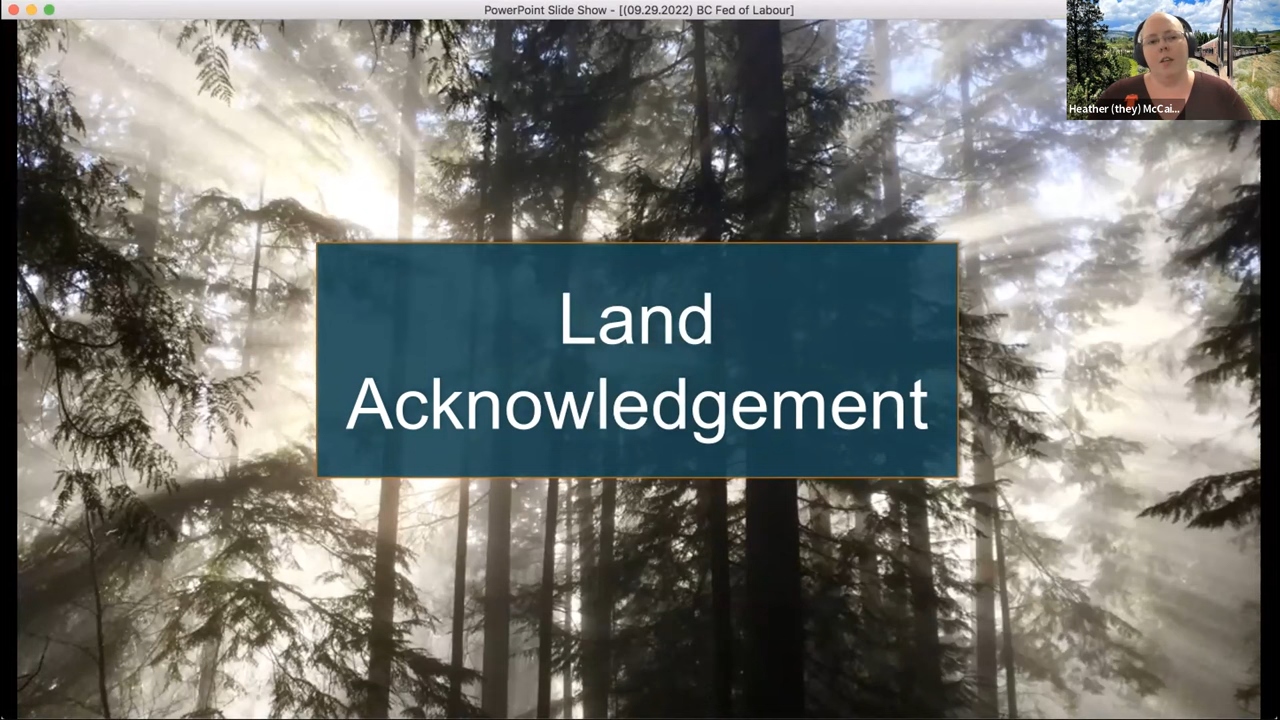 PowerPoint Slide Show - [(09.29.2022) BC Fed of Labour]
Heather (they) McCai...
Land
Acknowledgement